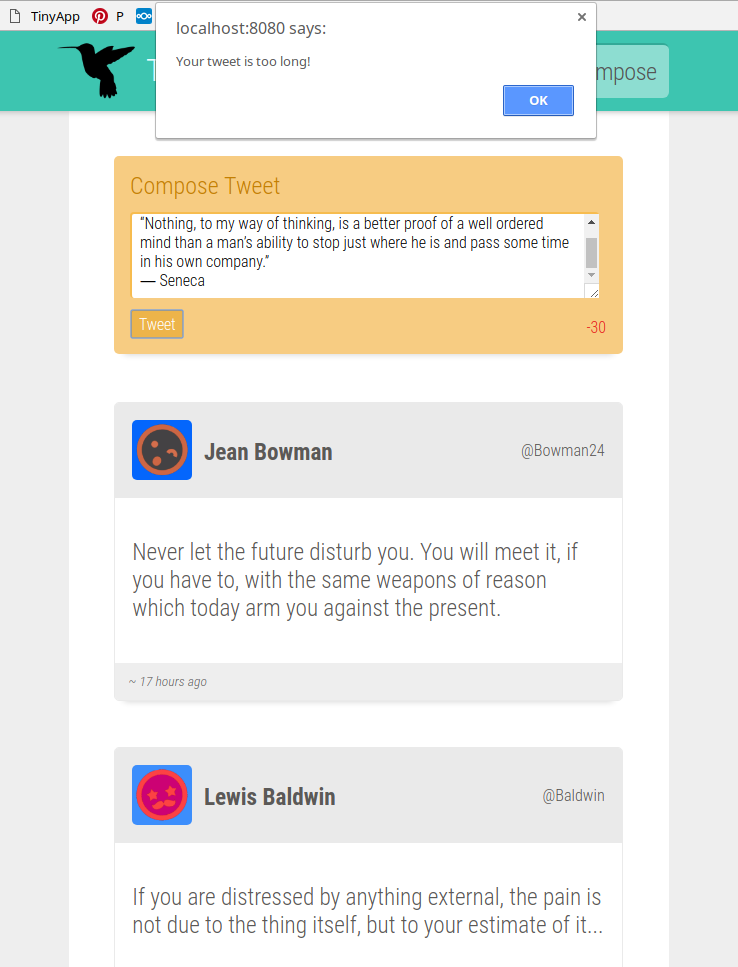 TinyApp P
localhost:8080 says:
Your tweet is too long!
OK
mpose
Compose Tweet
“Nothing, to my way of thinking, is a better proof of a well ordered
mind than a man’s ability to stop just where he is and pass some time
in his own company.”
— Seneca
Tweet
-30
Jean Bowman @Bowman24
Never let the future disturb you. You will meet it, if
you have to, with the same weapons of reason
which today arm you against the present.
~ 17 hours ago
Lewis Baldwin @Baldwin
If you are distressed by anything external, the pain is
not due to the thing itself, but to your estimate of it...